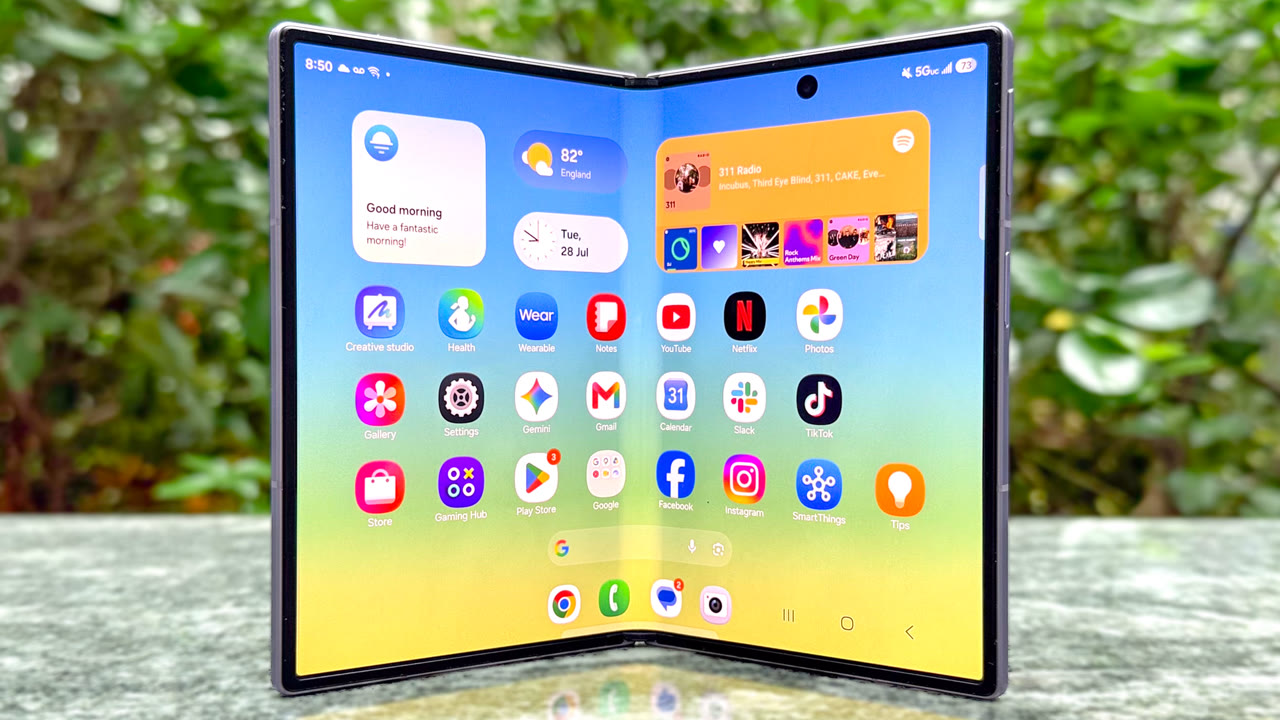 8:50
5GUC
73
Good morning
Have a fantastic
morning!
82°
England
Tue,
28 Jul
311 Radio
Incubus, Third Eye Blind, 311, CAKE, Eve...
311
Rock
Anthems Mix
Green Day
Creative studio
Health
Wear
Wearable
Notes
YouTube
N
Netflix
Photos
Gallery
Settings
Gemini
Gmail
31
Calendar
Slack
TikTok
Store
Gaming Hub
3
Play Store
Google
Facebook
Instagram
SmartThings
Tips
G
2